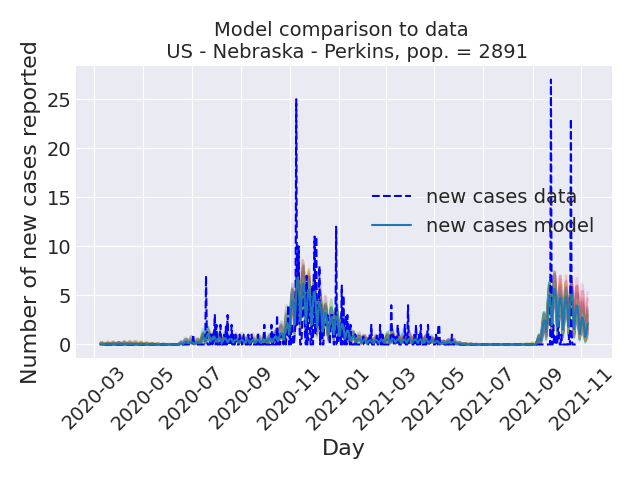 Model comparison to data
US - Nebraska - Perkins, pop. = 2891
Number of new cases reported
25
20
15
10
5
0
new cases data
new cases model
2020-03
2020-05
2020-07
2020-09
2020-11
2021-01
2021-03
2021-05
2021-07
2021-09
2021-11
Day